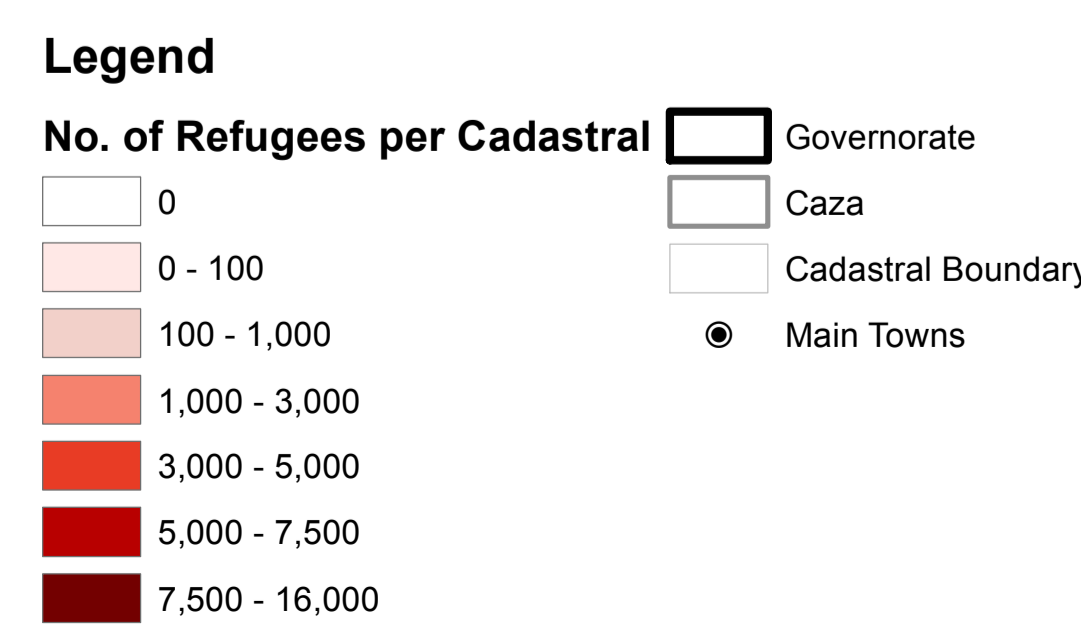 Legend
No. of Refugees per Cadastral
0
0 - 100
100 - 1,000
1,000 - 3,000
3,000 - 5,000
5,000 - 7,500
7,500 - 16,000
Governorate
Caza
Cadastral Boundary
Main Towns